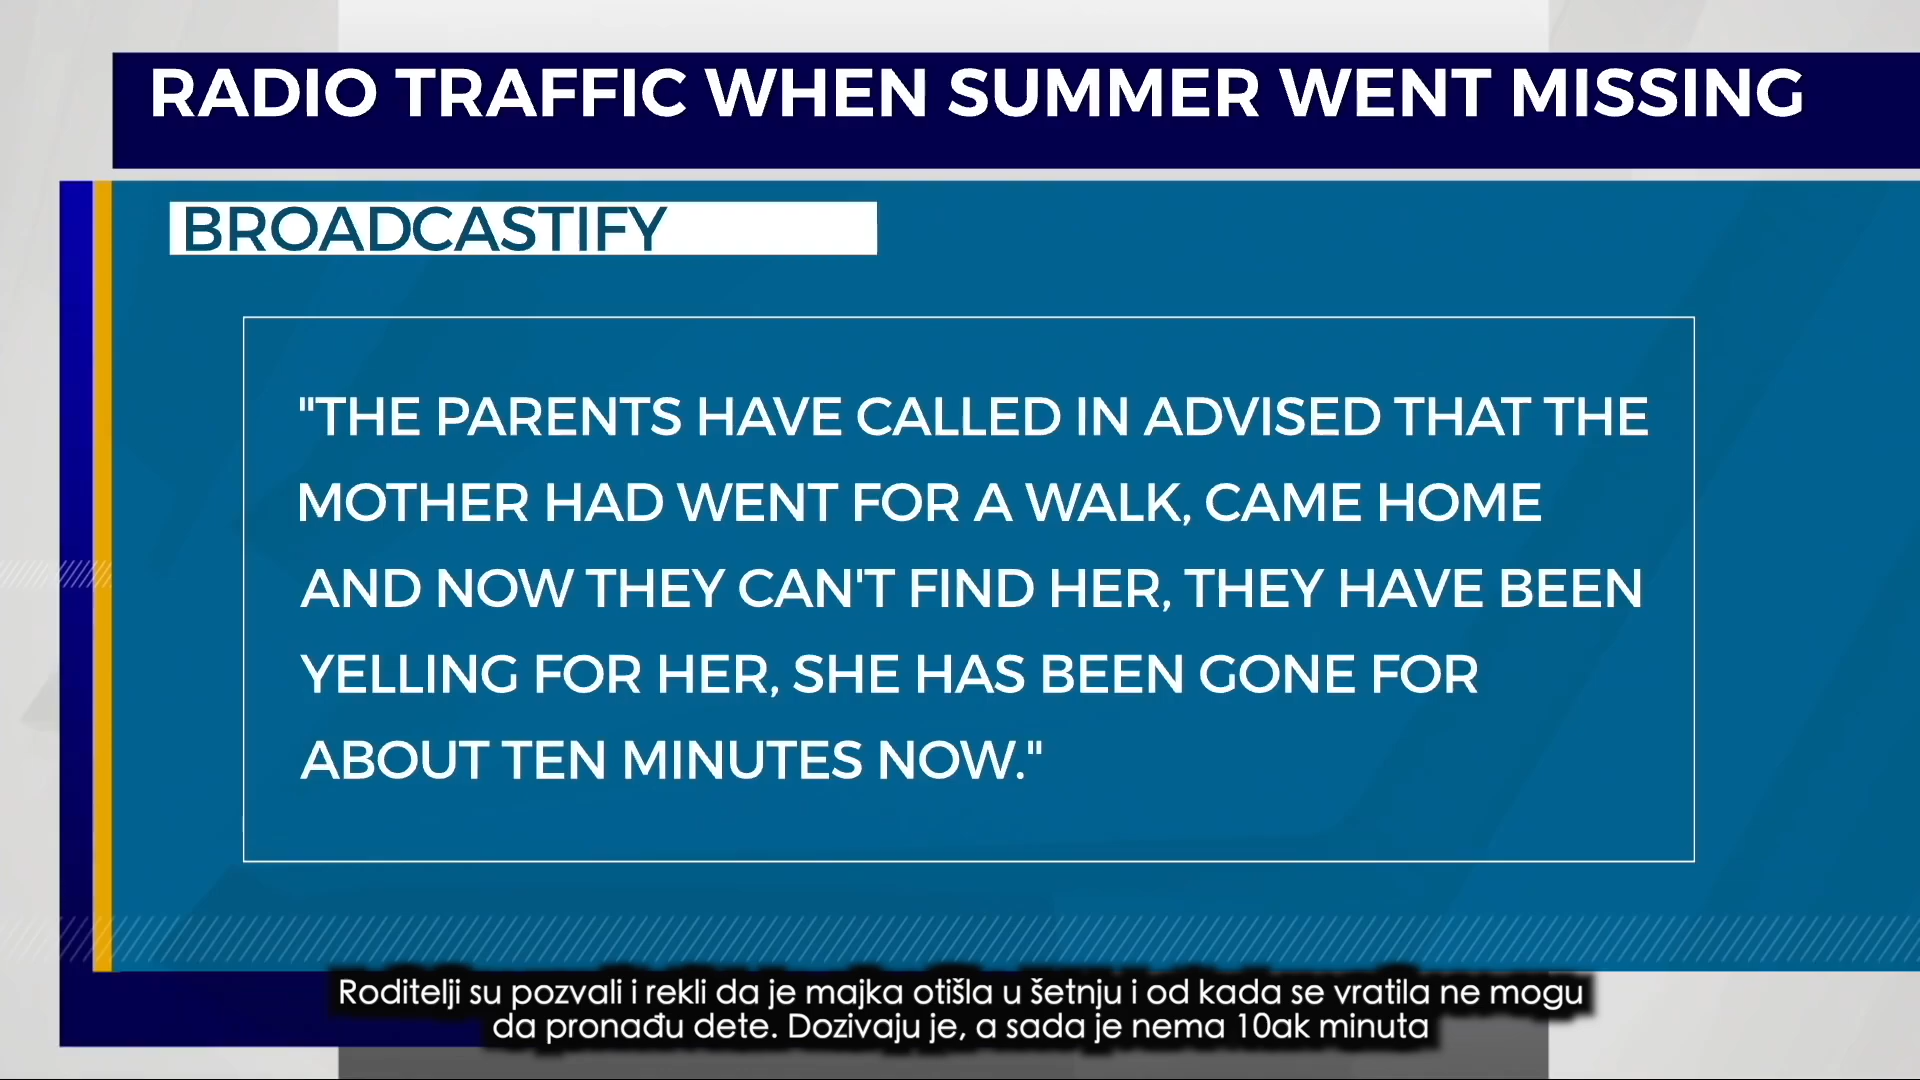 RADIO TRAFFIC WHEN SUMMER WENT MISSING
BROADCASTIFY
"THE PARENTS HAVE CALLED IN ADVISED THAT THE
MOTHER HAD WENT FOR A WALK, CAME HOME
AND NOW THEY CAN'T FIND HER, THEY HAVE BEEN
YELLING FOR HER, SHE HAS BEEN GONE FOR
ABOUT TEN MINUTES NOW."
Roditelji su pozvali i rekli da je majka otišla u šetnju i od kada se vratila ne mogu
da pronađu dete. Dozivaju je, a sada je nema 10ak minuta